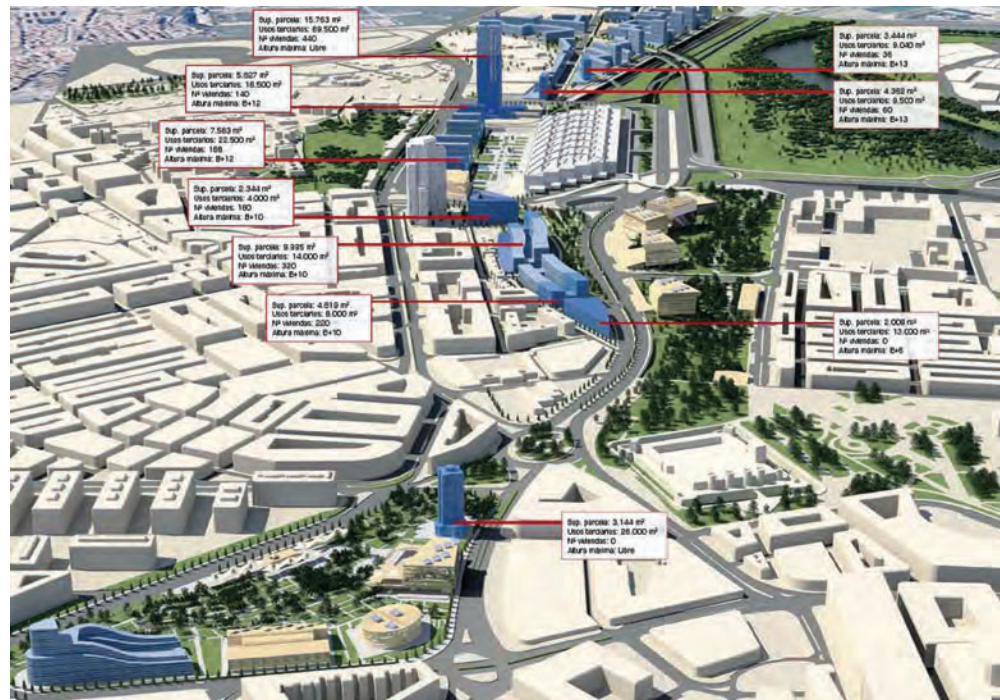 Sup. parcela: 15.763 m²
Usos terciarios: 69.500 m²
Nº viviendas: 440
Altura máxima: Libre
Sup. parcela: 5.627 m²
Usos terciarios: 16.500 m²
Nº viviendas: 140
Altura máxima: B+12
Sup. parcela: 7.563 m²
Usos terciarios: 22.500 m²
Nº viviendas:
Altura máxima: B+12
Sup. parcela: 2.344 m²
Usos terciarios: 4.000 m²
Nº viviendas: 160
Altura máxima: B+10
Sup. parcela: 9.935 m²
Usos terciarios: 14.000 m²
Nº viviendas: 320
Altura máxima: B+10
Sup. parcela: 4.619 m²
Usos terciarios: 8.000 m²
Nº viviendas: 220
Altura máxima: B+10
Sup. parcela: 3.444 m²
Usos terciarios: 9.040 m²
Nº viviendas: 36
Altura máxima: B+13
Sup. parcela: 4.362 m²
Usos terciarios: 9.500 m²
Nº viviendas: 60
Altura máxima: B+13
Sup. parcela: 2.008 m²
Usos terciarios: 13.000 m²
Nº viviendas: 0
Altura máxima: B+6
Sup. parcela: 3.144 m²
Usos terciarios: 26.000 m²
Nº viviendas: 0
Altura máxima: Libre